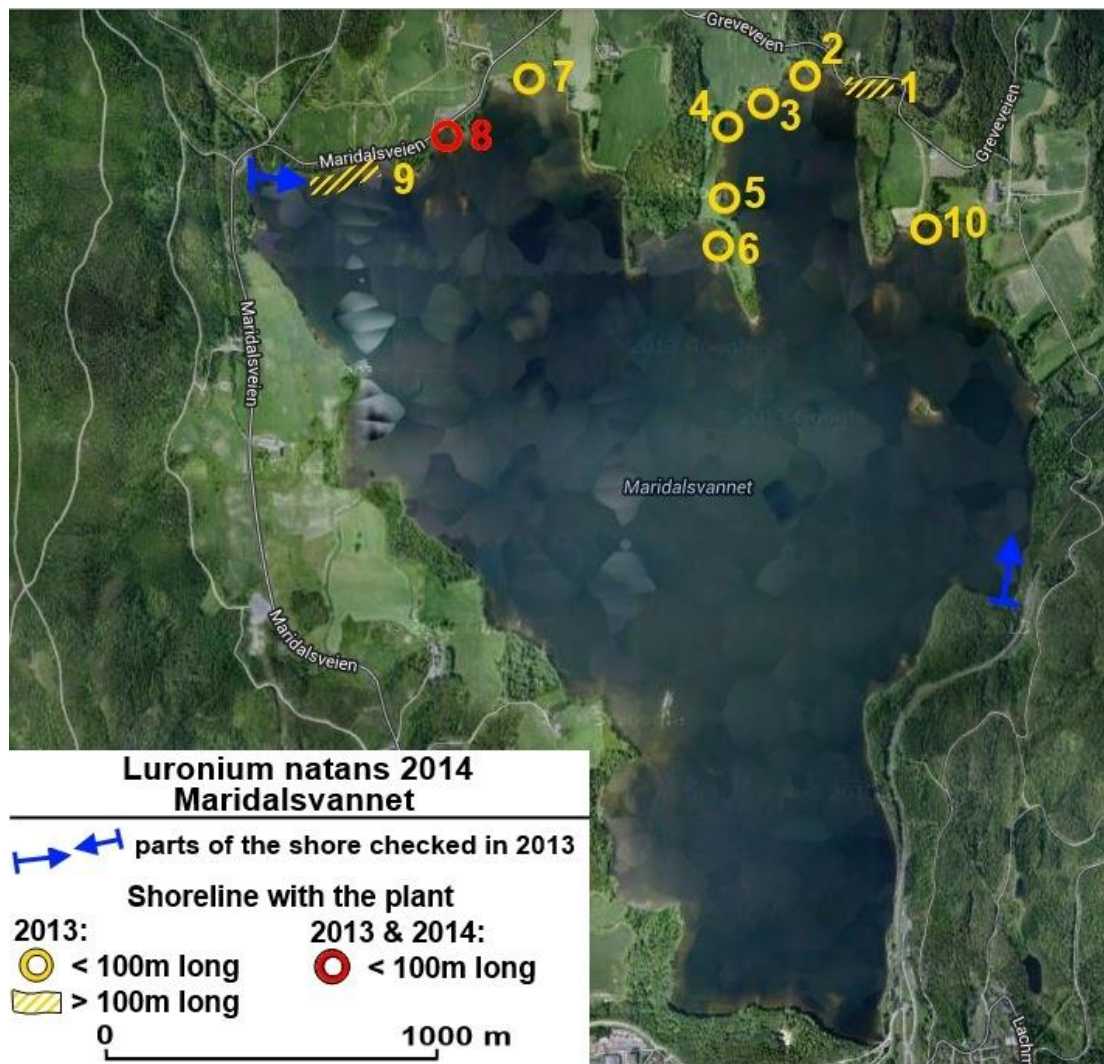 Greveveien
2
7
1
3
4
Maridalsveien
8
Greveveien
9
5
10
6
Maridalsveien
Maridalsvannet
Maridalsveien
Luronium natans 2014
Maridalsvannet
parts of the shore checked in 2013
Shoreline with the plant
2013:
< 100m long
> 100m long
2013 & 2014:
< 100m long
0 1000 m